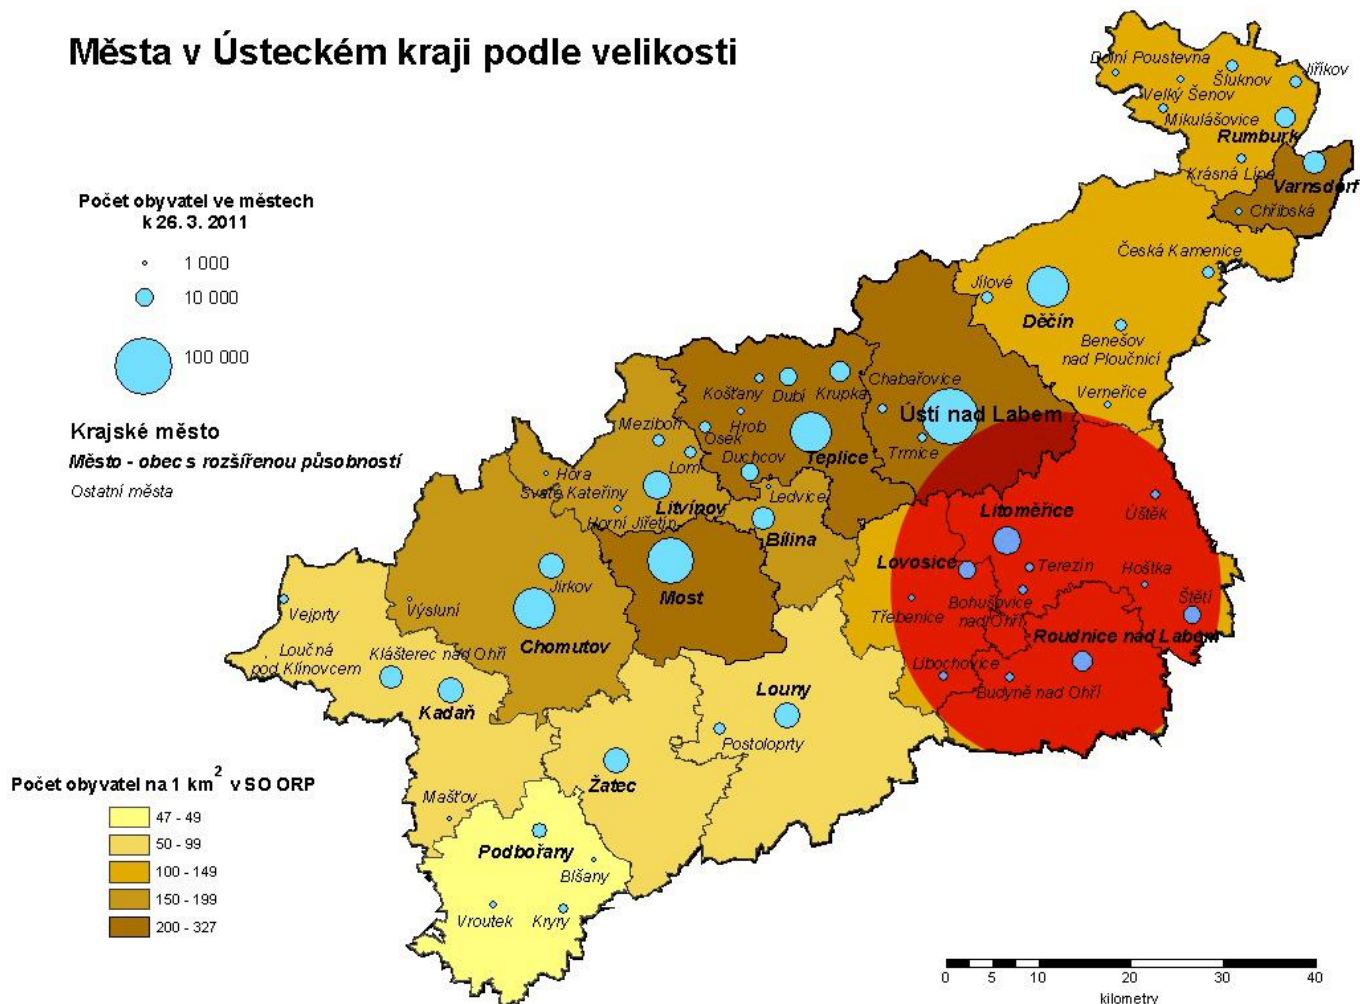 Města v Ústeckém kraji podle velikosti
Počet obyvatel ve městech
k 26. 3. 2011
1 000
10 000
100 000
Krajské město
Město - obec s rozšířenou působností
Ostatní města
Dolní Poustevna
Šluknov
Jiříkov
Velký Šenov
Mikulášovice
Rumburk
Krásná Lípa
Varnsdorf
Chřibská
Česká Kamenice
Jílové
Děčín
Benešov
nad Ploučnicí
Verneřice
Chabařovice
Ústí nad Labem
Trmice
Košťany
Dubí
Krupka
Hrob
Osek
Duchcov
Teplice
Meziboří
Lom
Hora
Svaté Kateřiny
Litvínov
Horní Jiřetín
Ledvice
Bílina
Most
Jirkov
Výsluní
Chomutov
Vejprty
Loučná
pod Klínovcem
Klášterec nad Ohří
Kadaň
Mašťov
Litoměřice
Úštěk
Lovosice
Terezín
Hoštka
Štětí
Třebenice
Bohušovice
nad Ohří
Roudnice nad Labem
Libochovice
Budyně nad Ohří
Louny
Postoloprty
Žatec
Podbořany
Blšany
Vroutek
Kryry
Počet obyvatel na 1 km² v SO ORP
47 - 49
50 - 99
100 - 149
150 - 199
200 - 327
0 5 10 20 30 40
kilometry